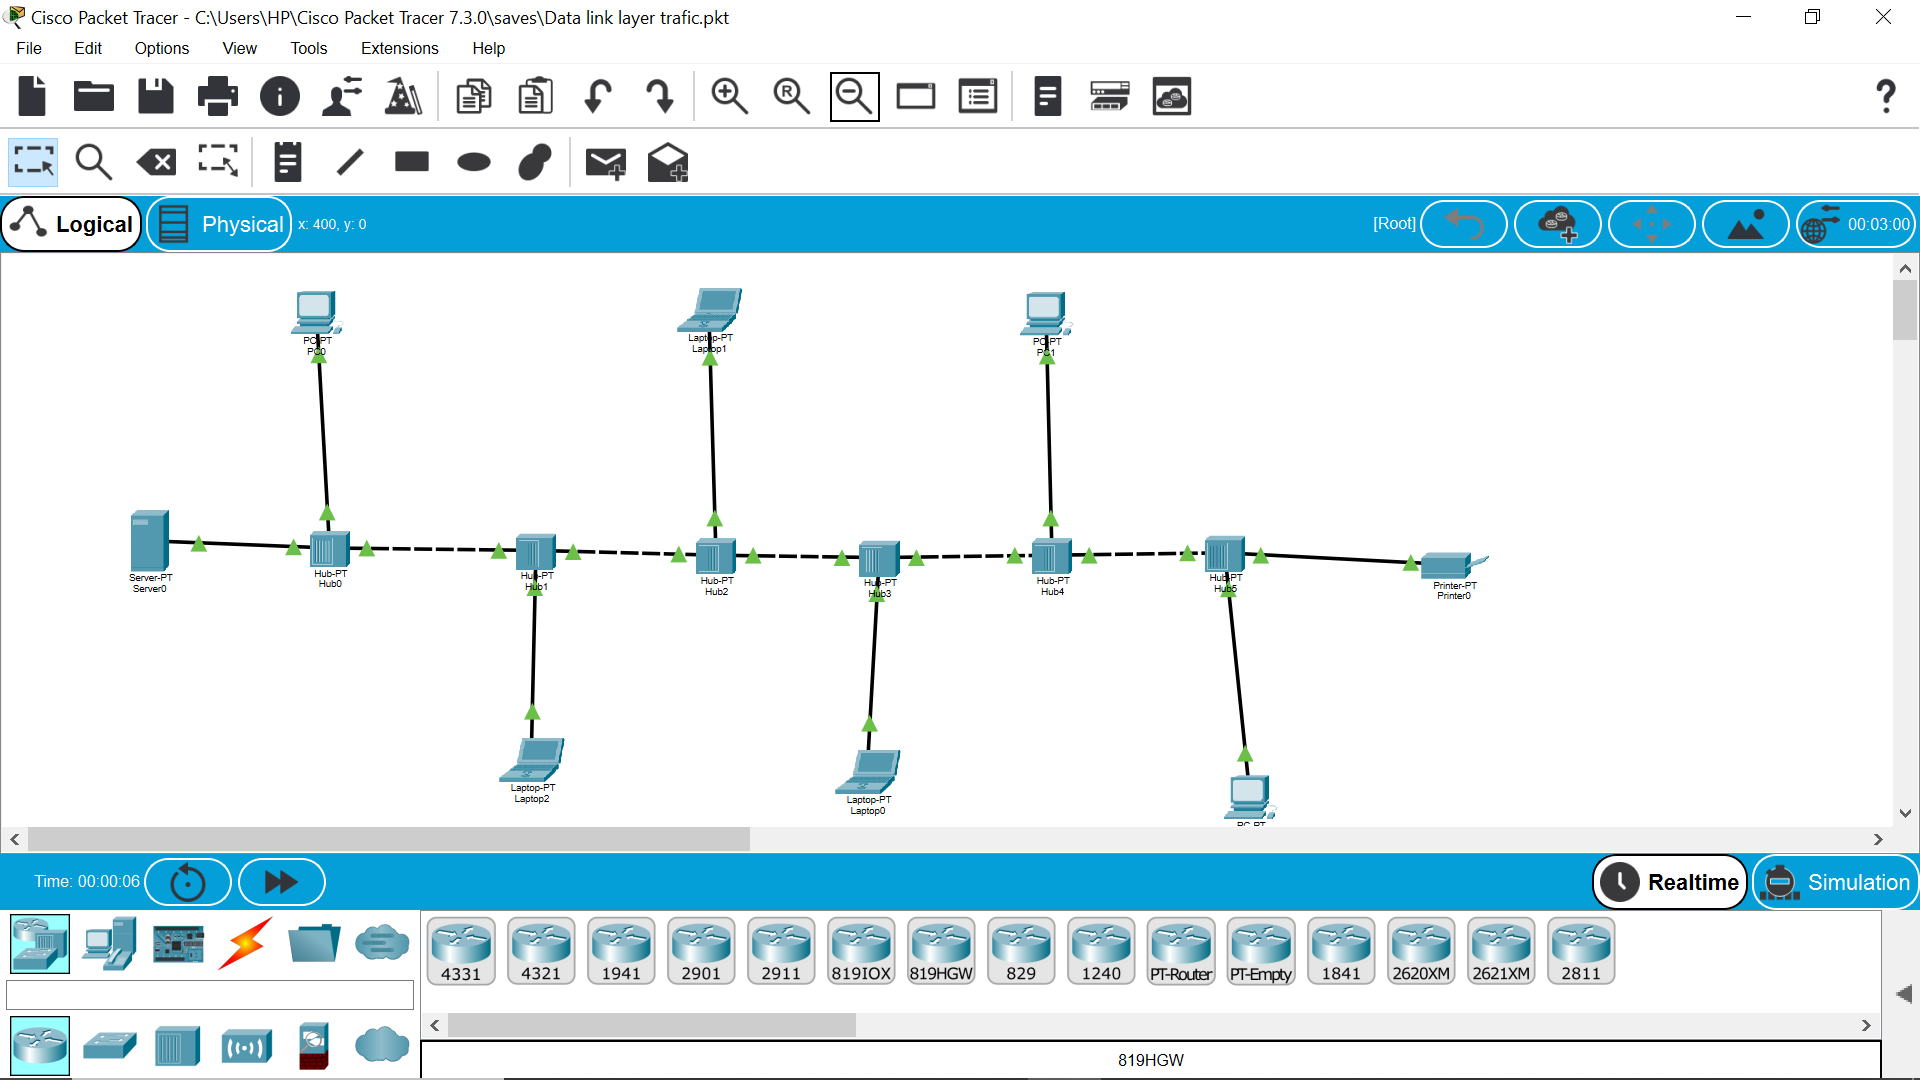 Cisco Packet Tracer - C:\Users\HP\Cisco Packet Tracer 7.3.0\saves\Data link layer trafic.pkt
File Edit Options View Tools Extensions Help
Logical Physical x: 400, y: 0 [Root] 00:03:00
PC-PT
PC0
Laptop-PT
Laptop1
PC-PT
PC1
Server-PT
Server0
Hub-PT
Hub0
Hub-PT
Hub1
Hub-PT
Hub2
Hub-PT
Hub3
Hub-PT
Hub4
Hub-PT
Hub5
Printer-PT
Printer0
Laptop-PT
Laptop2
Laptop-PT
Laptop0
PC-PT
Time: 00:00:06 Realtime Simulation
4331 4321 1941 2901 2911 819IOX 819HGW 829 1240 PT-Router PT-Empty 1841 2620XM 2621XM 2811
819HGW